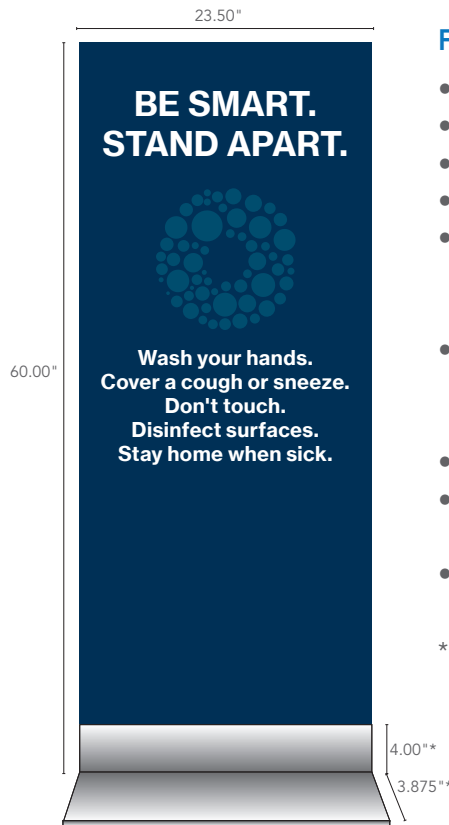 23.50"
F
BE SMART.
STAND APART.
60.00"
Wash your hands.
Cover a cough or sneeze.
Don't touch.
Disinfect surfaces.
Stay home when sick.
*
4.00"*
3.875"*